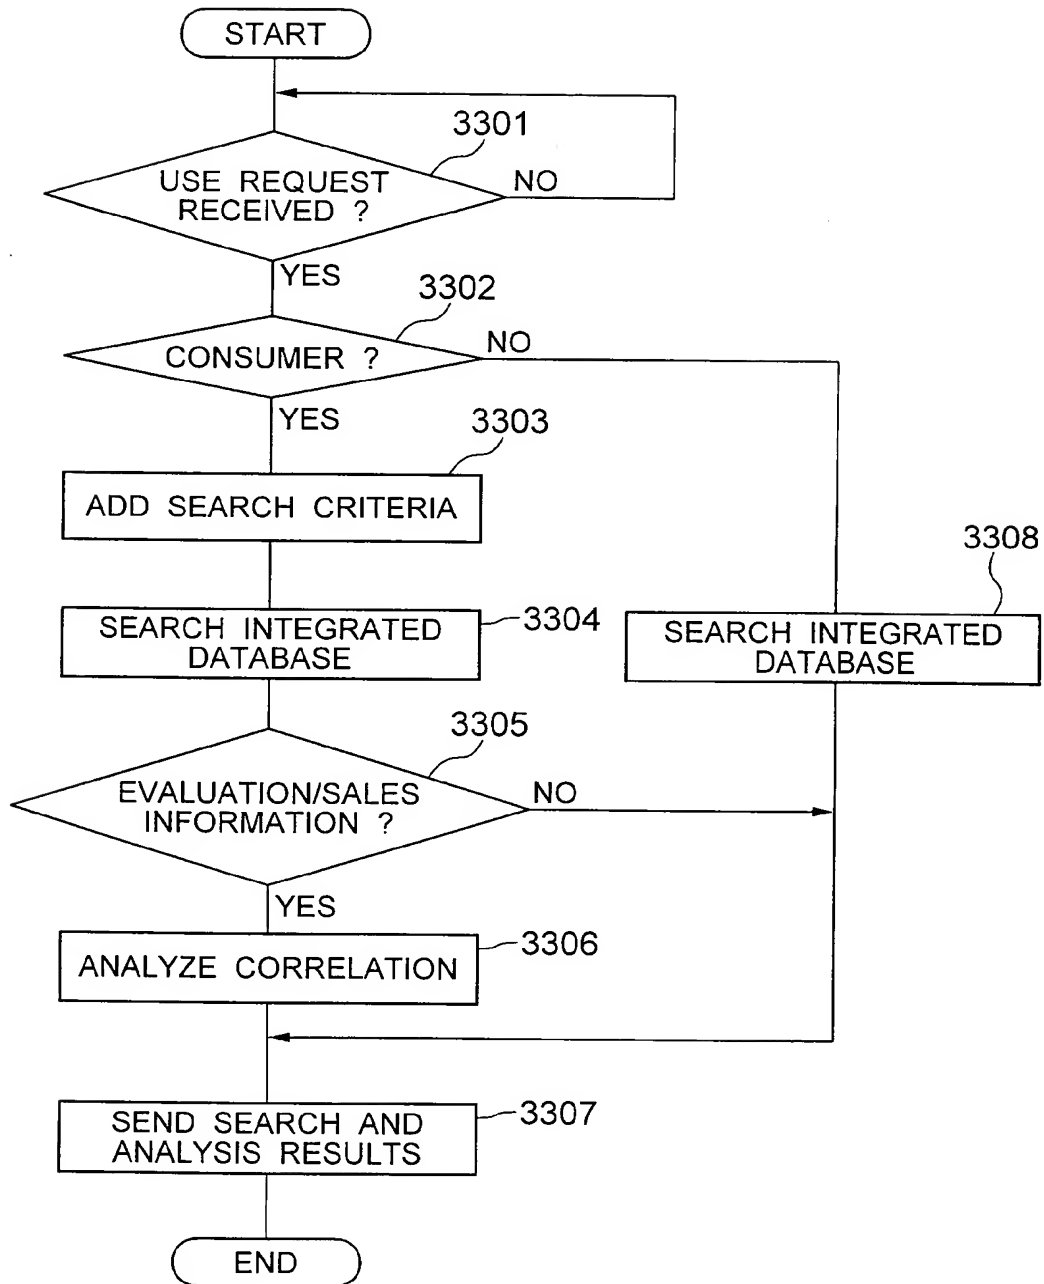 START
3301
USE REQUEST
RECEIVED ?
NO
YES
3302
CONSUMER ?
NO
YES
3303
ADD SEARCH CRITERIA
3304
SEARCH INTEGRATED
DATABASE
3308
SEARCH INTEGRATED
DATABASE
3305
EVALUATION/SALES
INFORMATION ?
NO
YES
3306
ANALYZE CORRELATION
3307
SEND SEARCH AND
ANALYSIS RESULTS
END